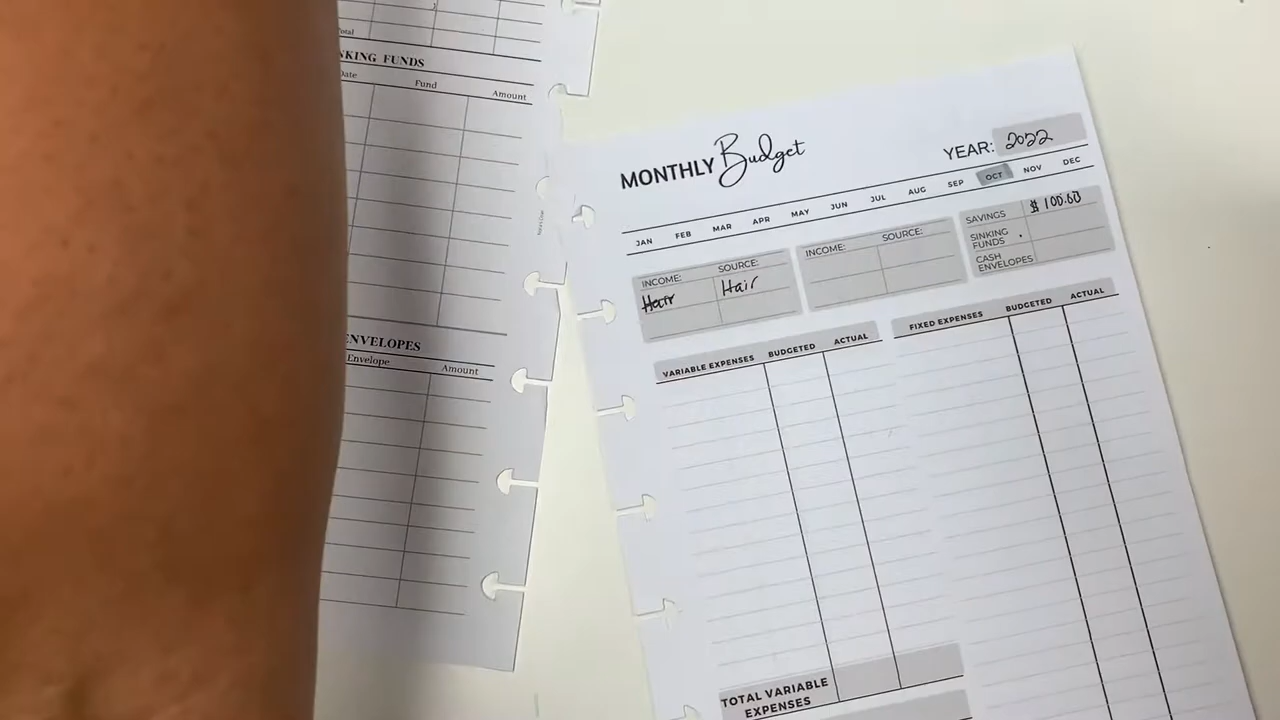 Total
NKING FUNDS
Date Fund Amount
ENVELOPES
Envelope Amount
MONTHLY Budget
YEAR: 2022
JAN FEB MAR APR MAY JUN JUL AUG SEP OCT NOV DEC
INCOME: SOURCE:
Hair Hair
INCOME: SOURCE:
SAVINGS $100.60
SINKING FUNDS
CASH ENVELOPES
VARIABLE EXPENSES BUDGETED ACTUAL
FIXED EXPENSES BUDGETED ACTUAL
TOTAL VARIABLE
EXPENSES